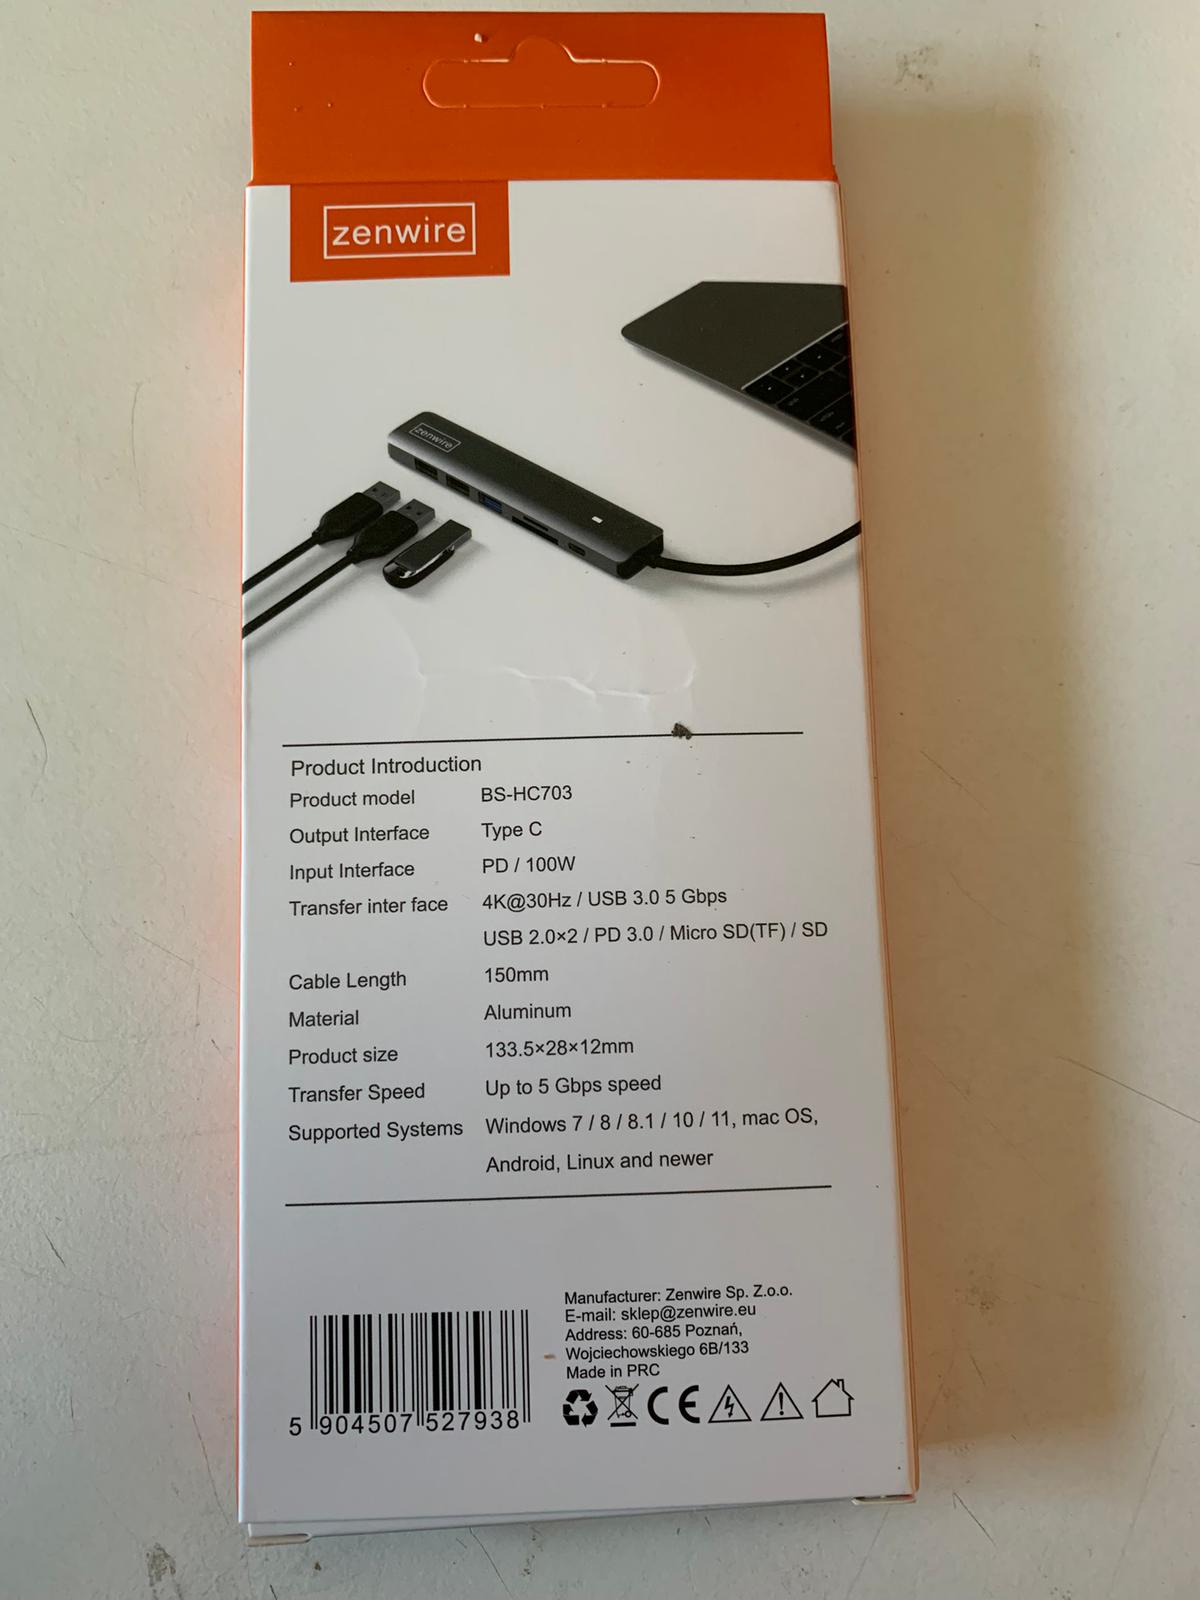 zenwire
zenwire
Product Introduction
Product model BS-HC703
Output Interface Type C
Input Interface PD / 100W
Transfer inter face 4K@30Hz / USB 3.0 5 Gbps
USB 2.0×2 / PD 3.0 / Micro SD(TF) / SD
Cable Length 150mm
Material Aluminum
Product size 133.5×28×12mm
Transfer Speed Up to 5 Gbps speed
Supported Systems Windows 7 / 8 / 8.1 / 10 / 11, mac OS,
Android, Linux and newer
Manufacturer: Zenwire Sp. Z.o.o.
E-mail: sklep@zenwire.eu
Address: 60-685 Poznań,
Wojciechowskiego 6B/133
Made in PRC
CE
5 904507 527938